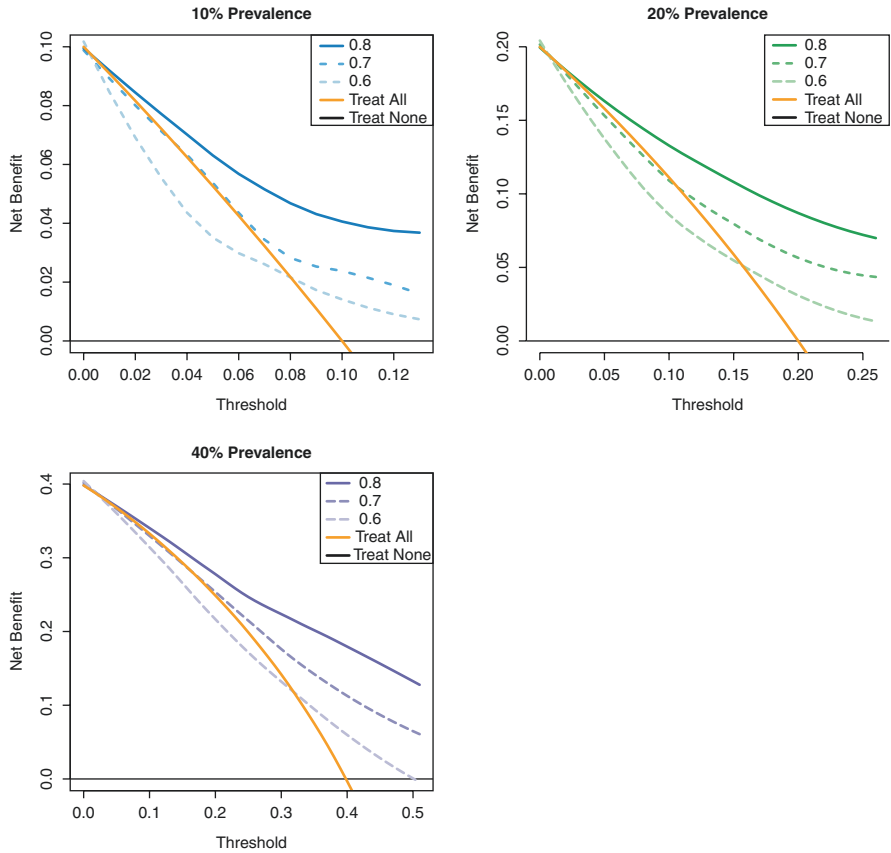 10% Prevalence
0.8
0.7
0.6
Treat All
Treat None
Net Benefit
0.10
0.08
0.06
0.04
0.02
0.00
0.00 0.02 0.04 0.06 0.08 0.10 0.12
Threshold
20% Prevalence
0.8
0.7
0.6
Treat All
Treat None
Net Benefit
0.20
0.15
0.10
0.05
0.00
0.00 0.05 0.10 0.15 0.20 0.25
Threshold
40% Prevalence
0.8
0.7
0.6
Treat All
Treat None
Net Benefit
0.4
0.3
0.2
0.1
0.0
0.0 0.1 0.2 0.3 0.4 0.5
Threshold